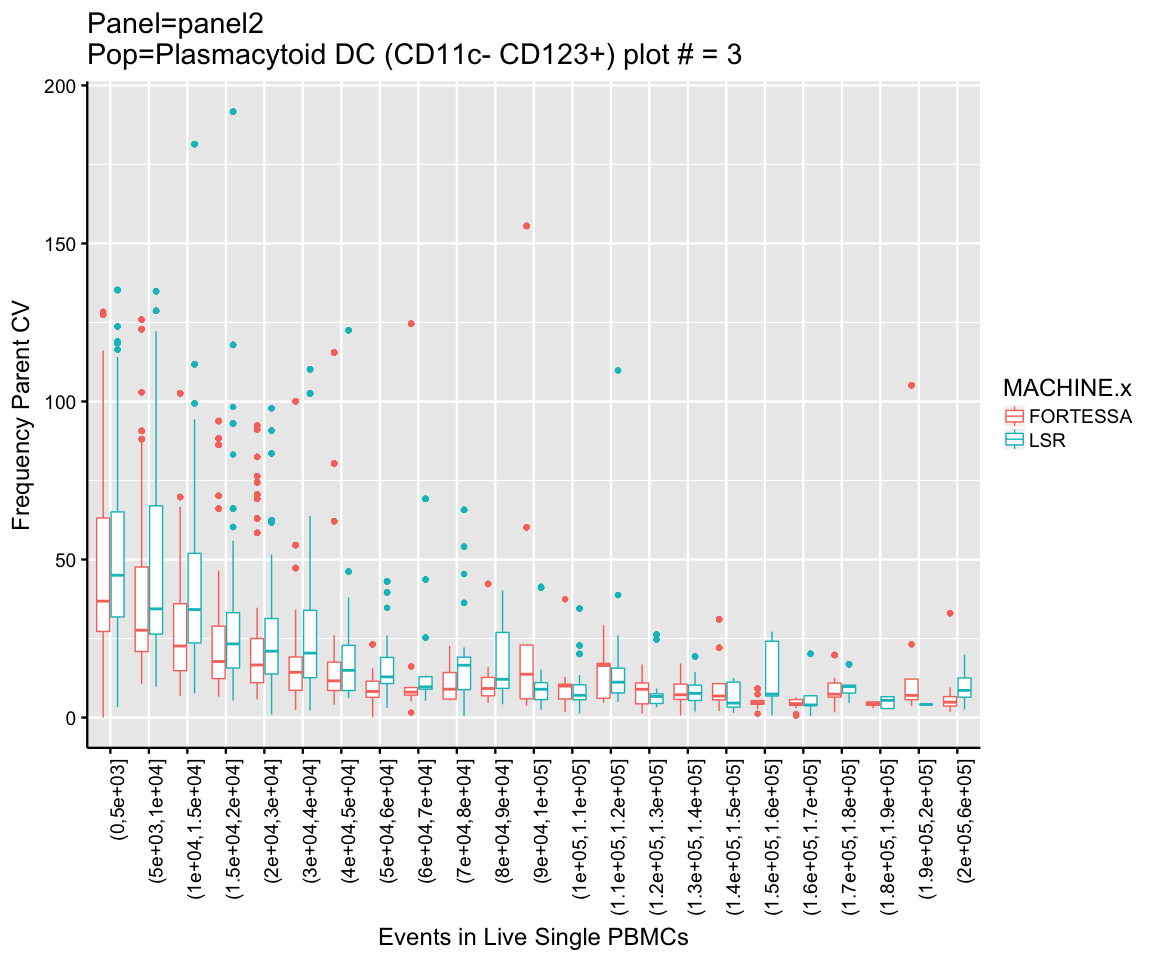 Panel=panel2
Pop=Plasmacytoid DC (CD11c- CD123+) plot # = 3
200
150
100
50
0
Frequency Parent CV
(0,5e+03]
(5e+03,1e+04]
(1e+04,1.5e+04]
(1.5e+04,2e+04]
(2e+04,3e+04]
(3e+04,4e+04]
(4e+04,5e+04]
(5e+04,6e+04]
(6e+04,7e+04]
(7e+04,8e+04]
(8e+04,9e+04]
(9e+04,1e+05]
(1e+05,1.1e+05]
(1.1e+05,1.2e+05]
(1.2e+05,1.3e+05]
(1.3e+05,1.4e+05]
(1.4e+05,1.5e+05]
(1.5e+05,1.6e+05]
(1.6e+05,1.7e+05]
(1.7e+05,1.8e+05]
(1.8e+05,1.9e+05]
(1.9e+05,2e+05]
(2e+05,6e+05]
Events in Live Single PBMCs
MACHINE.x
FORTESSA
LSR